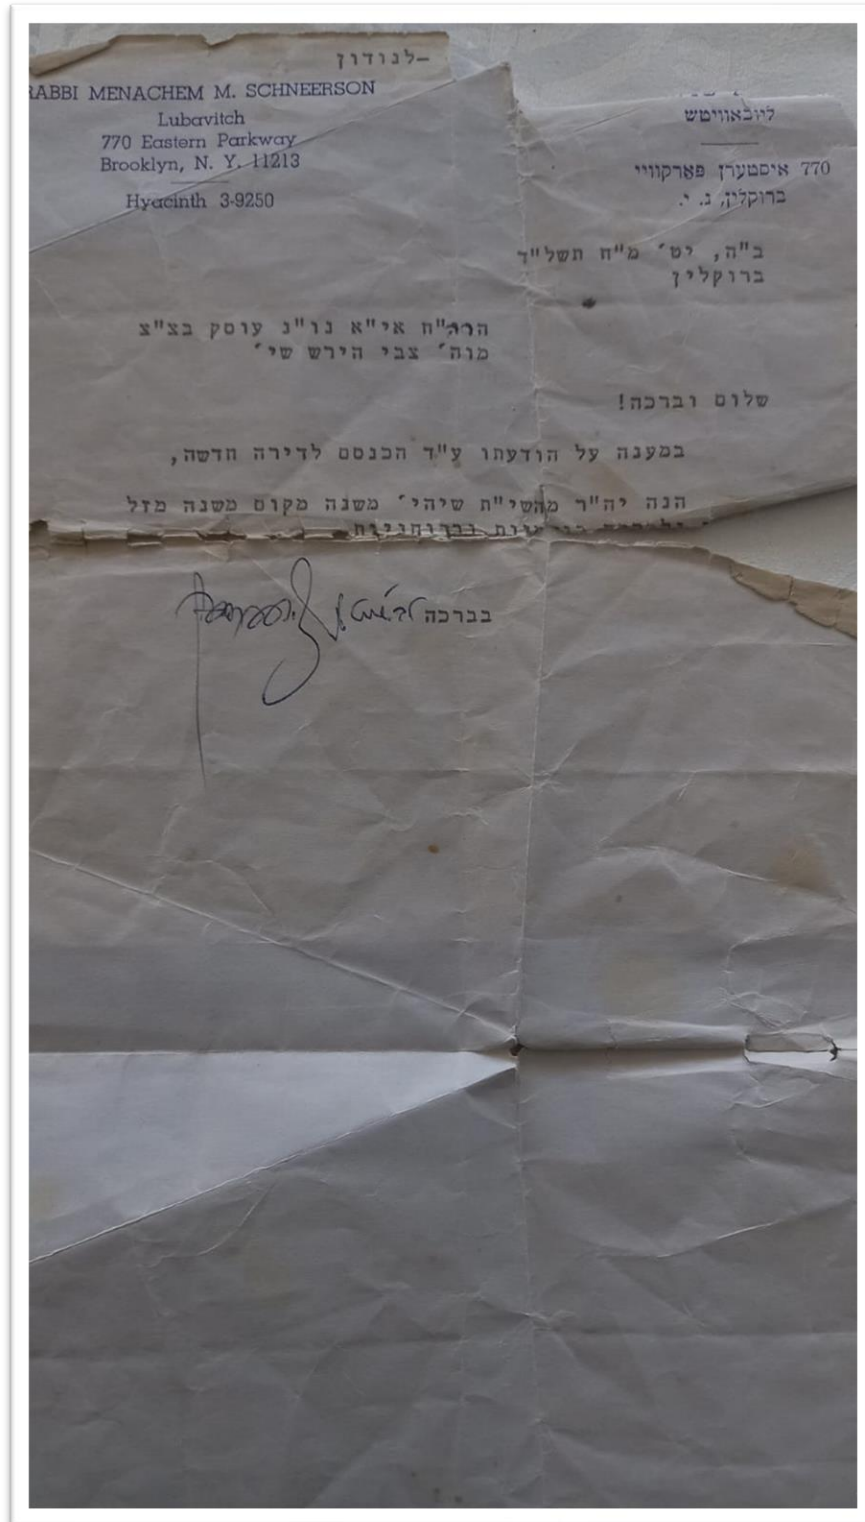 לנודון-
RABBI MENACHEM M. SCHNEERSON
Lubavitch
770 Eastern Parkway
Brooklyn, N. Y. 11213
Hyacinth 3-9250
ליובאוויטש
770 איסטערן פארקוויי
ברוקלין, נ. י.
ב"ה, יט' מ"ח תשל"ד
ברוקלין
הרה"ח אי"א נו"נ עוסק בצ"צ
מוה' צבי הירש שי'
שלום וברכה!
במענה על הודעתו ע"ד הכנסם לדירה חדשה,
הנה יה"ר מהשי"ת שיהי' משנה מקום משנה מזל
וברוחניות
בברכה